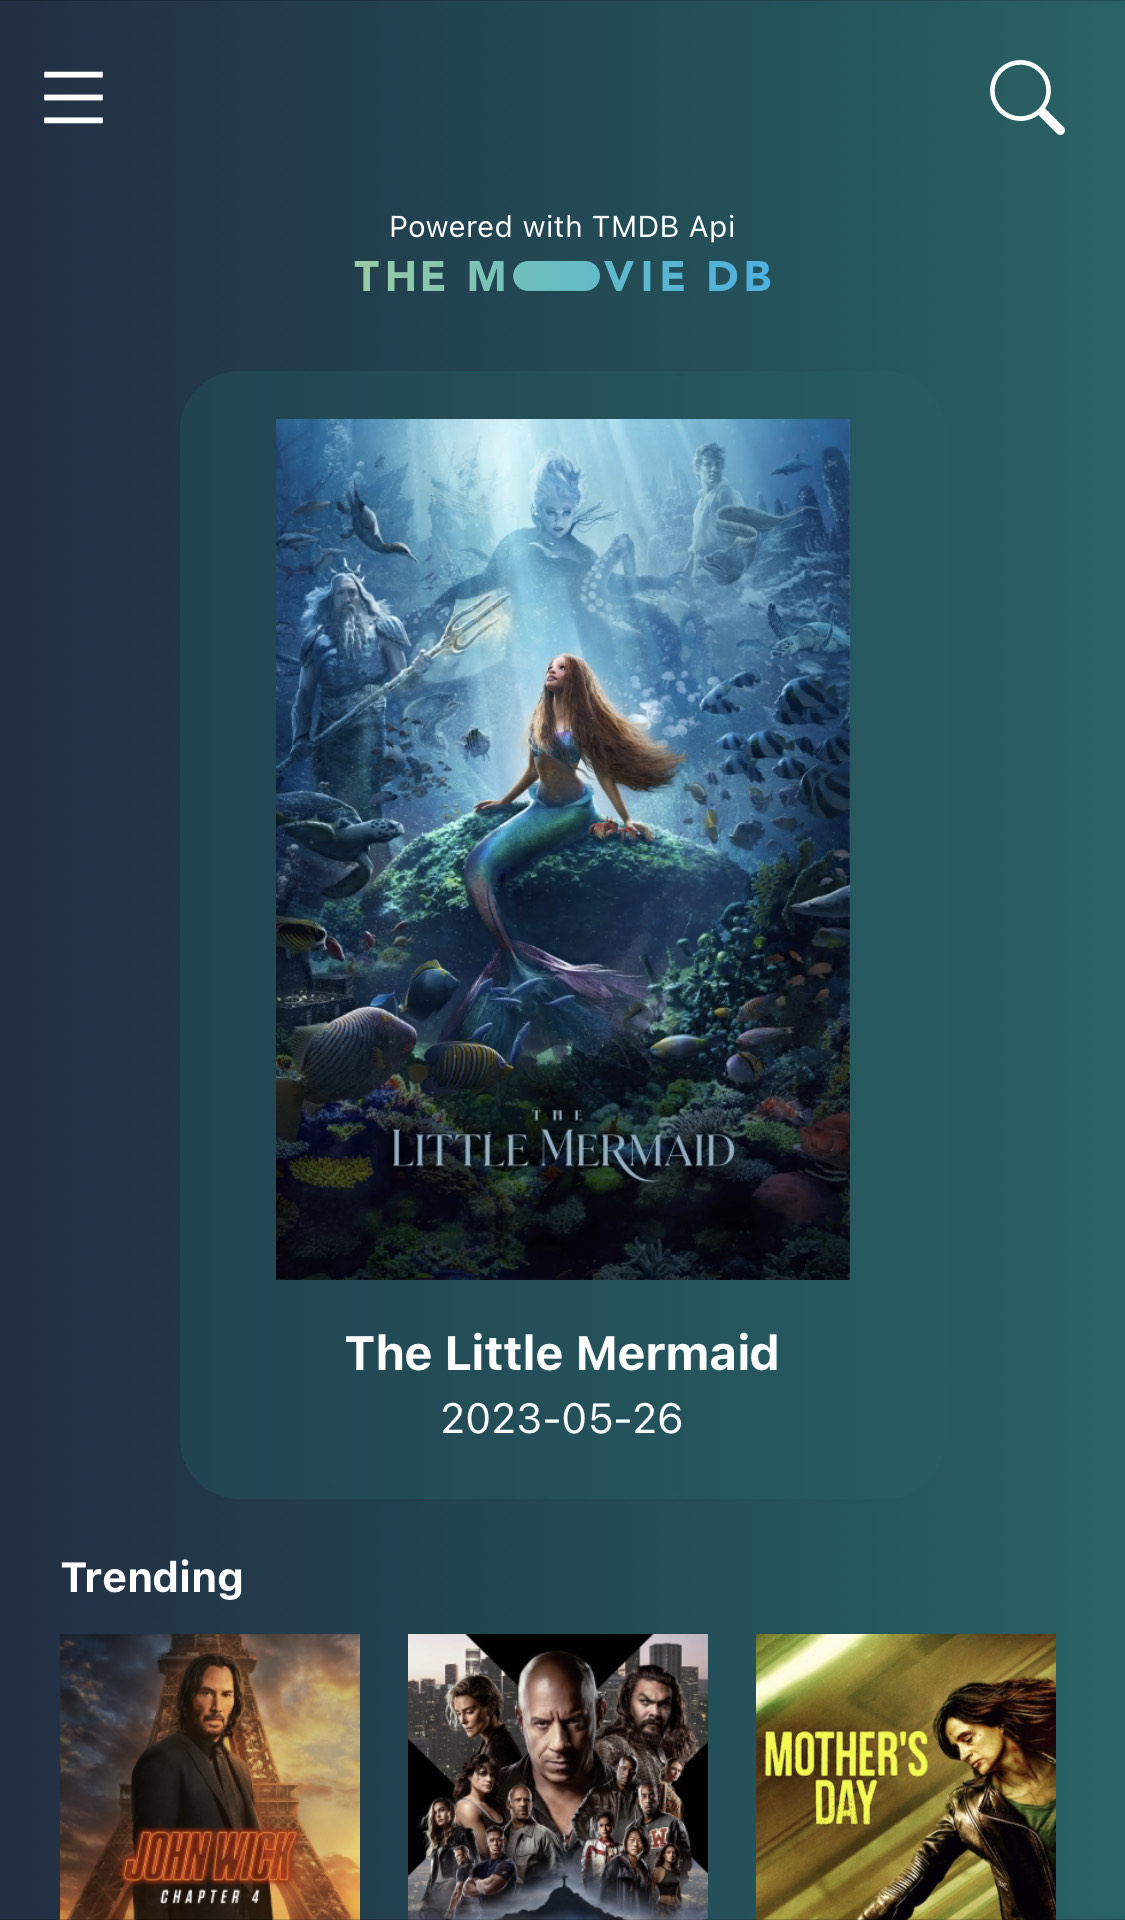 Powered with TMDB Api
THE MOVIE DB
THE
LITTLE MERMAID
The Little Mermaid
2023-05-26
Trending
JOHN WICK
CHAPTER 4
MOTHER'S
DAY
W